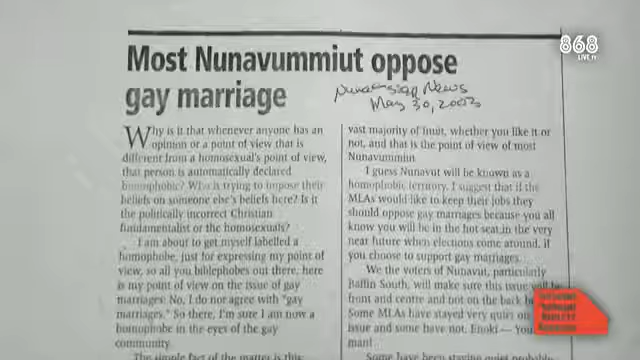 868
LIVE.TV
Most Nunavummiut oppose
gay marriage
News
May 30, 2003
Why is it that whenever anyone has an
opinion or a point of view that is
different from a homosexual's point of view,
that person is automatically declared
homophobic? Who is trying to impose their
beliefs on someone else's beliefs here? Is it
the politically incorrect Christian
fundamentalist or the homosexuals?
I am about to get myself labelled a
homophobe, just for expressing my point of
view, so all you biblephobes out there, here
is my point of view on the issue of gay
marriages: No, I do not agree with "gay
marriages." So there, I'm sure I am now a
homophobe in the eyes of the gay
community.
The simple fact of the matter is this:
vast majority of Inuit, whether you like it or
not, and that is the point of view of most
Nunavummiut.
I guess Nunavut will be known as a
homophobic territory. I suggest that if the
MLAs would like to keep their jobs they
should oppose gay marriages because you all
know you will be in the hot seat in the very
near future when elections come around, if
you choose to support gay marriages.
We the voters of Nunavut, particularly
Baffin South, will make sure this issue will be
front and centre and not on the back
Some MLAs have stayed very quiet on
issue and some have not. Enoki – You
man!
Some have been staying quiet probably